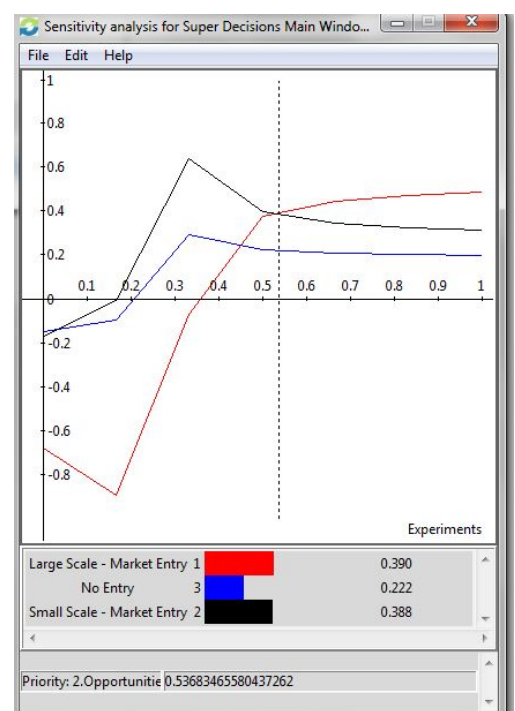 Sensitivity analysis for Super Decisions Main Windo...
File Edit Help
1
0.8
0.6
0.4
0.2
0 0.1 0.2 0.3 0.4 0.5 0.6 0.7 0.8 0.9 1
-0.2
-0.4
-0.6
-0.8
Experiments
Large Scale - Market Entry 1 0.390
No Entry 3 0.222
Small Scale - Market Entry 2 0.388
Priority: 2.Opportunitie 0.53683465580437262